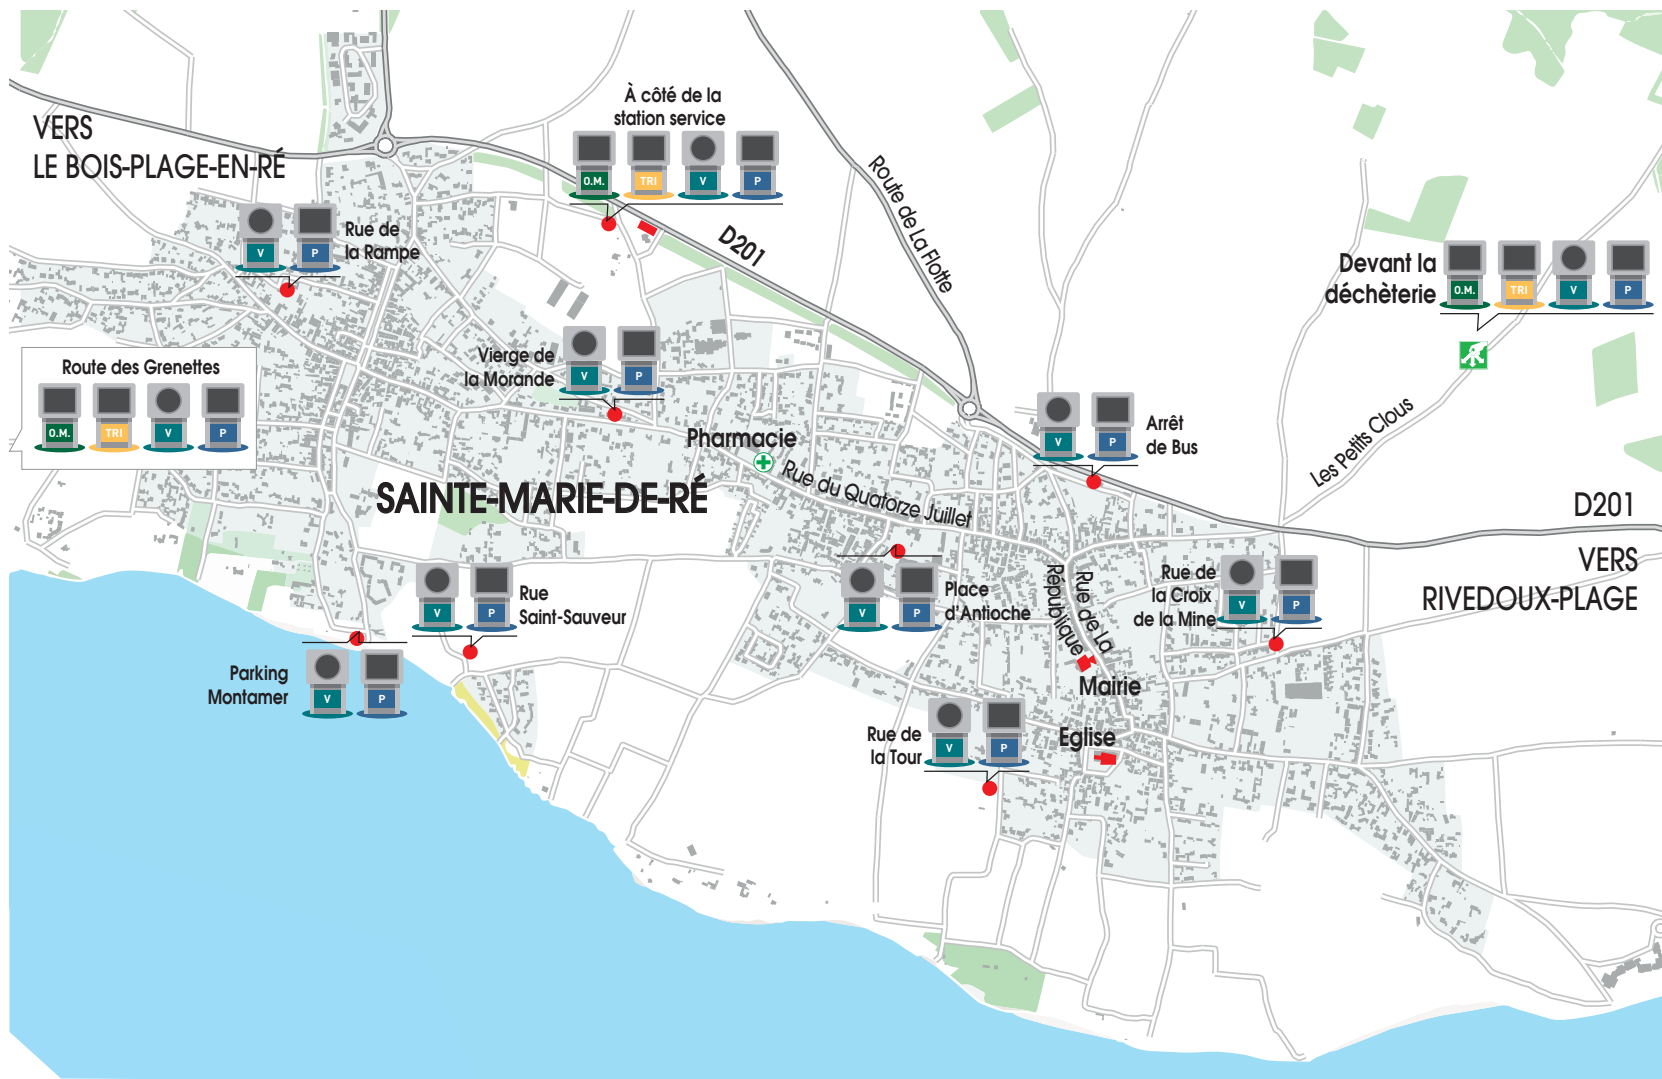 VERS
LE BOIS-PLAGE-EN-RÉ
À côté de la
station service
O.M.
TRI
V
P
D201
Route de La Flotte
V
P
Rue de
la Rampe
Devant la
déchèterie
O.M.
TRI
V
P
Route des Grenettes
O.M.
TRI
V
P
Vierge de
la Morande
V
P
Pharmacie
Rue du Quatorze Juillet
V
P
Arrêt
de Bus
Les Petits Clous
SAINTE-MARIE-DE-RÉ
D201
VERS
RIVEDOUX-PLAGE
V
P
Rue
Saint-Sauveur
V
P
Place
d'Antioche
Rue de La
République
Rue de
la Croix
de la Mine
V
P
Parking
Montamer
V
P
Mairie
Rue de
la Tour
V
P
Eglise